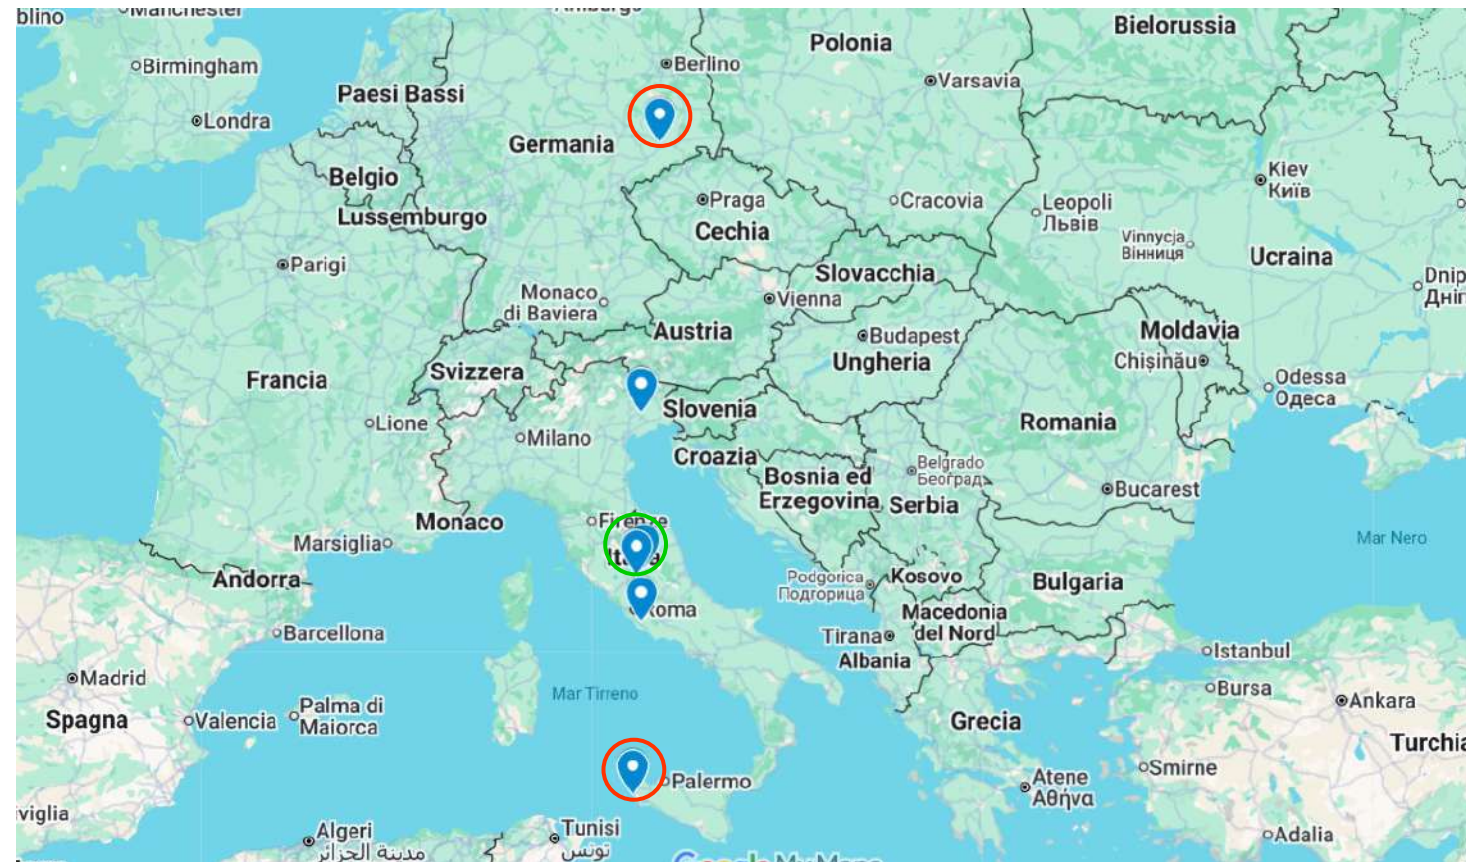 Manchester
blino
Bielorussia
Polonia
Birmingham
Berlino
Varsavia
Paesi Bassi
Londra
Germania
Belgio
Kiev
Київ
Praga
Cracovia
Leopoli
Львів
Lussemburgo
Cechia
Vinnycja
Вінниця
Ucraina
Parigi
Slovacchia
Dnip
Дніп
Monaco
di Baviera
Vienna
Austria
Budapest
Moldavia
Ungheria
Chișinău
Svizzera
Francia
Odessa
Одеса
Slovenia
Lione
Milano
Romania
Croazia
Belgrado
Београд
Bosnia ed
Erzegovina
Serbia
Bucarest
Monaco
Firenze
Marsiglia
Mar Nero
Andorra
Podgorica
Подгорица
Kosovo
Bulgaria
Roma
Macedonia
del Nord
Barcellona
Tirana
Albania
Istanbul
Madrid
Mar Tirreno
Bursa
Ankara
Palma di
Maiorca
Spagna
Valencia
Grecia
Turchia
Smirne
Palermo
Atene
Αθήνα
iviglia
Algeri
مدينة الجزائر
Tunisi
تونس
Adalia
Google My Maps